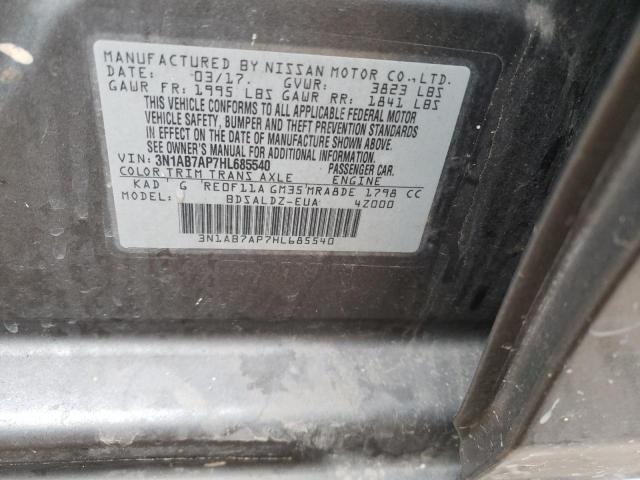 MANUFACTURED BY NISSAN MOTOR CO., LTD.
DATE: 03/17. GVWR: 3823 LBS
GAWR FR: 1995 LBS GAWR RR: 1841 LBS
THIS VEHICLE CONFORMS TO ALL APPLICABLE FEDERAL MOTOR
VEHICLE SAFETY, BUMPER AND THEFT PREVENTION STANDARDS
IN EFFECT ON THE DATE OF MANUFACTURE SHOWN ABOVE.
SEE OWNER'S MANUAL FOR ADDITIONAL INFORMATION
VIN: 3N1AB7AP7HL685540 PASSENGER CAR.
COLOR TRIM TRANS AXLE ENGINE
KAD G RE0F11A GM35 MRA8DE 1798 CC
MODEL: BDSALDZ-EUA 4Z000
3N1AB7AP7HL685540